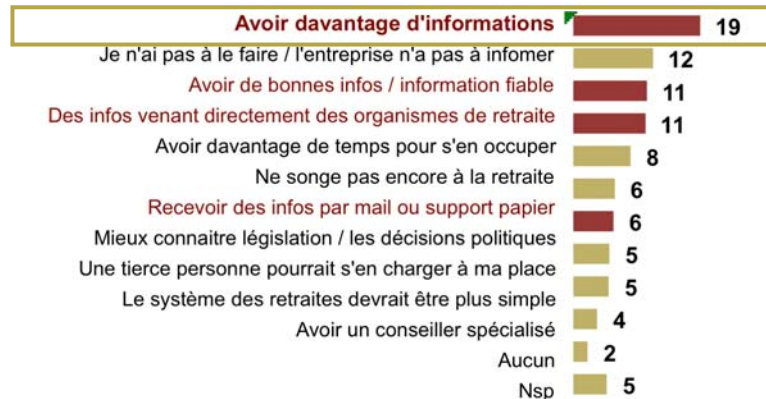 Avoir davantage d'informations 19
Je n'ai pas à le faire / l'entreprise n'a pas à infomer 12
Avoir de bonnes infos / information fiable 11
Des infos venant directement des organismes de retraite 11
Avoir davantage de temps pour s'en occuper 8
Ne songe pas encore à la retraite 6
Recevoir des infos par mail ou support papier 6
Mieux connaitre législation / les décisions politiques 5
Une tierce personne pourrait s'en charger à ma place 5
Le système des retraites devrait être plus simple
Avoir un conseiller spécialisé 4
Aucun 2
Nsp 5